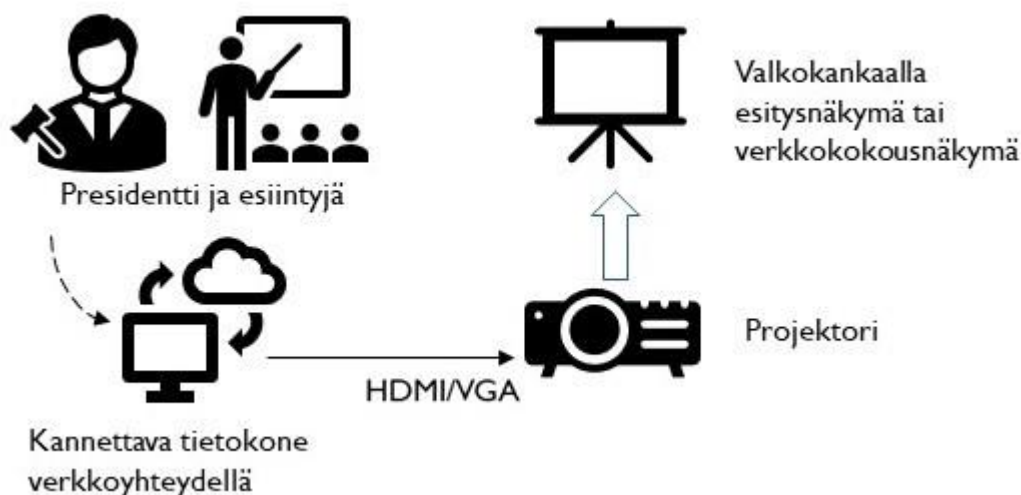 Presidentti ja esiintyjä
Valkokankaalla
esitysnäkymä tai
verkkokokousnäkymä
HDMI/VGA
Projektori
Kannettava tietokone
verkkoyhteydellä